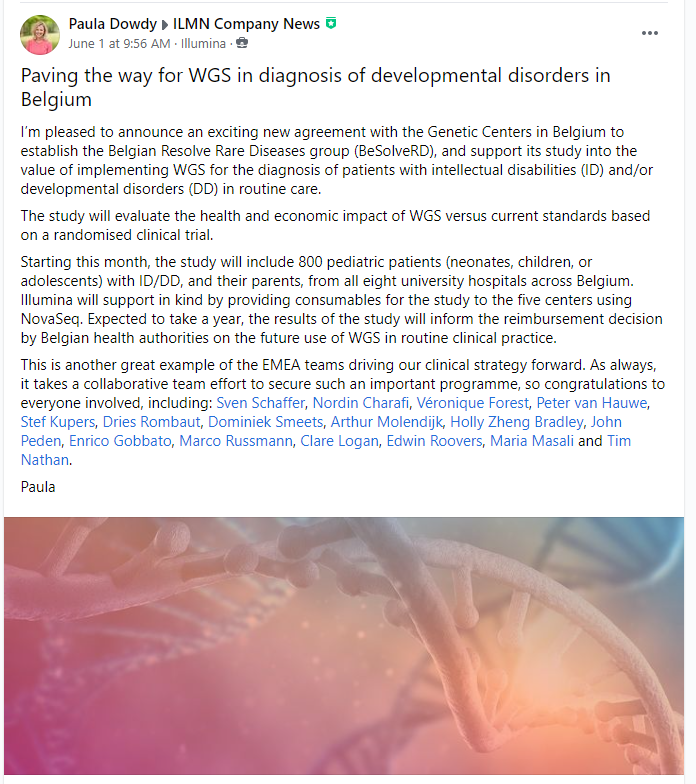 Paula Dowdy ▸ ILMN Company News
June 1 at 9:56 AM · Illumina ·
Paving the way for WGS in diagnosis of developmental disorders in
Belgium
I'm pleased to announce an exciting new agreement with the Genetic Centers in Belgium to
establish the Belgian Resolve Rare Diseases group (BeSolveRD), and support its study into the
value of implementing WGS for the diagnosis of patients with intellectual disabilities (ID) and/or
developmental disorders (DD) in routine care.
The study will evaluate the health and economic impact of WGS versus current standards based
on a randomised clinical trial.
Starting this month, the study will include 800 pediatric patients (neonates, children, or
adolescents) with ID/DD, and their parents, from all eight university hospitals across Belgium.
Illumina will support in kind by providing consumables for the study to the five centers using
NovaSeq. Expected to take a year, the results of the study will inform the reimbursement decision
by Belgian health authorities on the future use of WGS in routine clinical practice.
This is another great example of the EMEA teams driving our clinical strategy forward. As always,
it takes a collaborative team effort to secure such an important programme, so congratulations to
everyone involved, including: Sven Schaffer, Nordin Charafi, Véronique Forest, Peter van Hauwe,
Stef Kupers, Dries Rombaut, Dominiek Smeets, Arthur Molendijk, Holly Zheng Bradley, John
Peden, Enrico Gobbato, Marco Russmann, Clare Logan, Edwin Roovers, Maria Masali and Tim
Nathan.
Paula